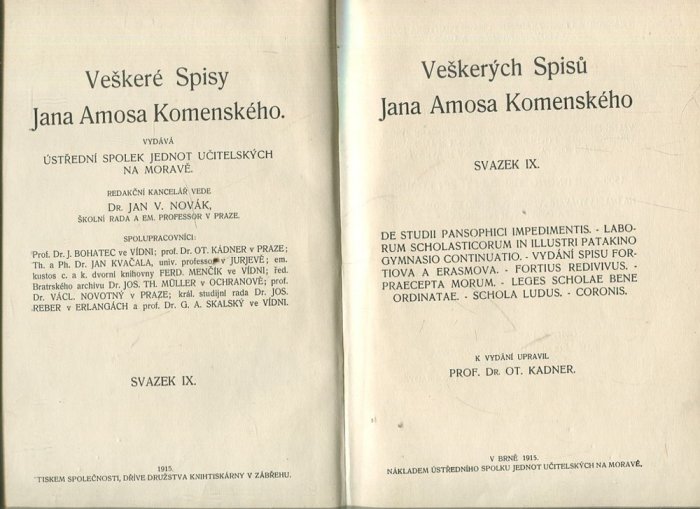 Veškeré Spisy
Jana Amosa Komenského.
VYDÁVÁ
ÚSTŘEDNÍ SPOLEK JEDNOT UČITELSKÝCH
NA MORAVĚ.
REDAKČNÍ KANCELÁŘ VEDE
DR. JAN V. NOVÁK,
ŠKOLNÍ RADA A EM. PROFESSOR V PRAZE.
SPOLUPRACOVNÍCI:
Prof. Dr. J. BOHATEC ve VÍDNI; prof. Dr. OT. KÁDNER v PRAZE;
Th. a Ph. Dr. JAN KVAČALA, univ. professor v JURJEVĚ; em.
kustos c. a k. dvorní knihovny FERD. MENČÍK ve VÍDNI; řed.
Bratrského archivu Dr. JOS. TH. MÜLLER v OCHRANOVĚ; prof.
Dr. VÁCL. NOVOTNÝ v PRAZE; král. studijní rada Dr. JOS.
REBER v ERLANGÁCH a prof. Dr. G. A. SKALSKÝ ve VÍDNI.
SVAZEK IX.
1915.
TISKEM SPOLEČNOSTI, DŘÍVE DRUŽSTVA KNIHTISKÁRNY V ZÁBŘEHU.
Veškerých Spisů
Jana Amosa Komenského
SVAZEK IX.
DE STUDII PANSOPHICI IMPEDIMENTIS. - LABO-
RUM SCHOLASTICORUM IN ILLUSTRI PATAKINO
GYMNASIO CONTINUATIO. - VYDÁNÍ SPISU FOR-
TIOVA A ERASMOVA. - FORTIUS REDIVIVUS. -
PRAECEPTA MORUM. - LEGES SCHOLAE BENE
ORDINATAE. - SCHOLA LUDUS. - CORONIS.
K VYDÁNÍ UPRAVIL
PROF. DR. OT. KADNER.
V BRNĚ 1915.
NÁKLADEM ÚSTŘEDNÍHO SPOLKU JEDNOT UČITELSKÝCH NA MORAVĚ.